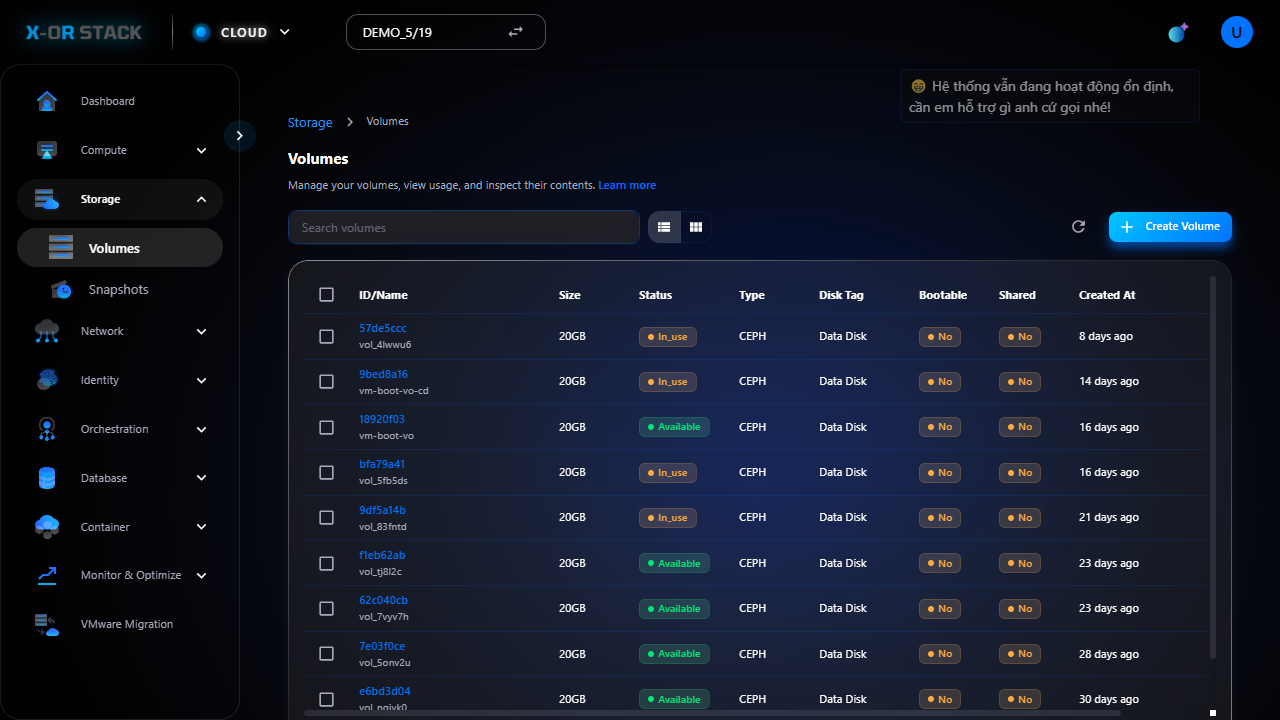 X-OR STACK
CLOUD
DEMO_5/19
U
😁 Hệ thống vẫn đang hoạt động ổn định,
cần em hỗ trợ gì anh cứ gọi nhé!
Dashboard
Compute
Storage
Volumes
Snapshots
Network
Identity
Orchestration
Database
Container
Monitor & Optimize
VMware Migration
Storage > Volumes
Volumes
Manage your volumes, view usage, and inspect their contents. Learn more
Search volumes
Create Volume
ID/Name Size Status Type Disk Tag Bootable Shared Created At
57de5ccc
vol_4lwwu6
20GB In_use CEPH Data Disk No No 8 days ago
9bed8a16
vm-boot-vo-cd
20GB In_use CEPH Data Disk No No 14 days ago
18920f03
vm-boot-vo
20GB Available CEPH Data Disk No No 16 days ago
bfa79a41
vol_5fb5ds
20GB In_use CEPH Data Disk No No 16 days ago
9df5a14b
vol_83fntd
20GB In_use CEPH Data Disk No No 21 days ago
f1eb62ab
vol_tj8l2c
20GB Available CEPH Data Disk No No 23 days ago
62c040cb
vol_7vyv7h
20GB Available CEPH Data Disk No No 23 days ago
7e03f0ce
vol_5onv2u
20GB Available CEPH Data Disk No No 28 days ago
e6bd3d04
20GB Available CEPH Data Disk No No 30 days ago